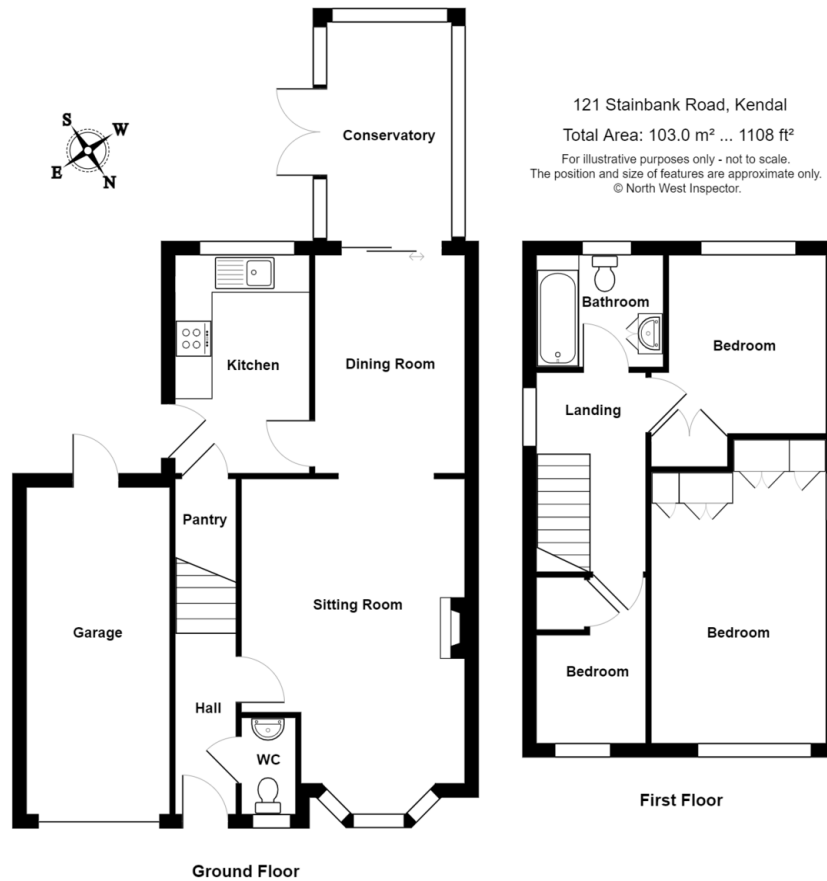 121 Stainbank Road, Kendal
Total Area: 103.0 m² ... 1108 ft²
For illustrative purposes only - not to scale.
The position and size of features are approximate only.
© North West Inspector.
S
W
E
N
Conservatory
Kitchen
Dining Room
Pantry
Sitting Room
Garage
Hall
WC
Ground Floor
Bathroom
Bedroom
Landing
Bedroom
Bedroom
First Floor